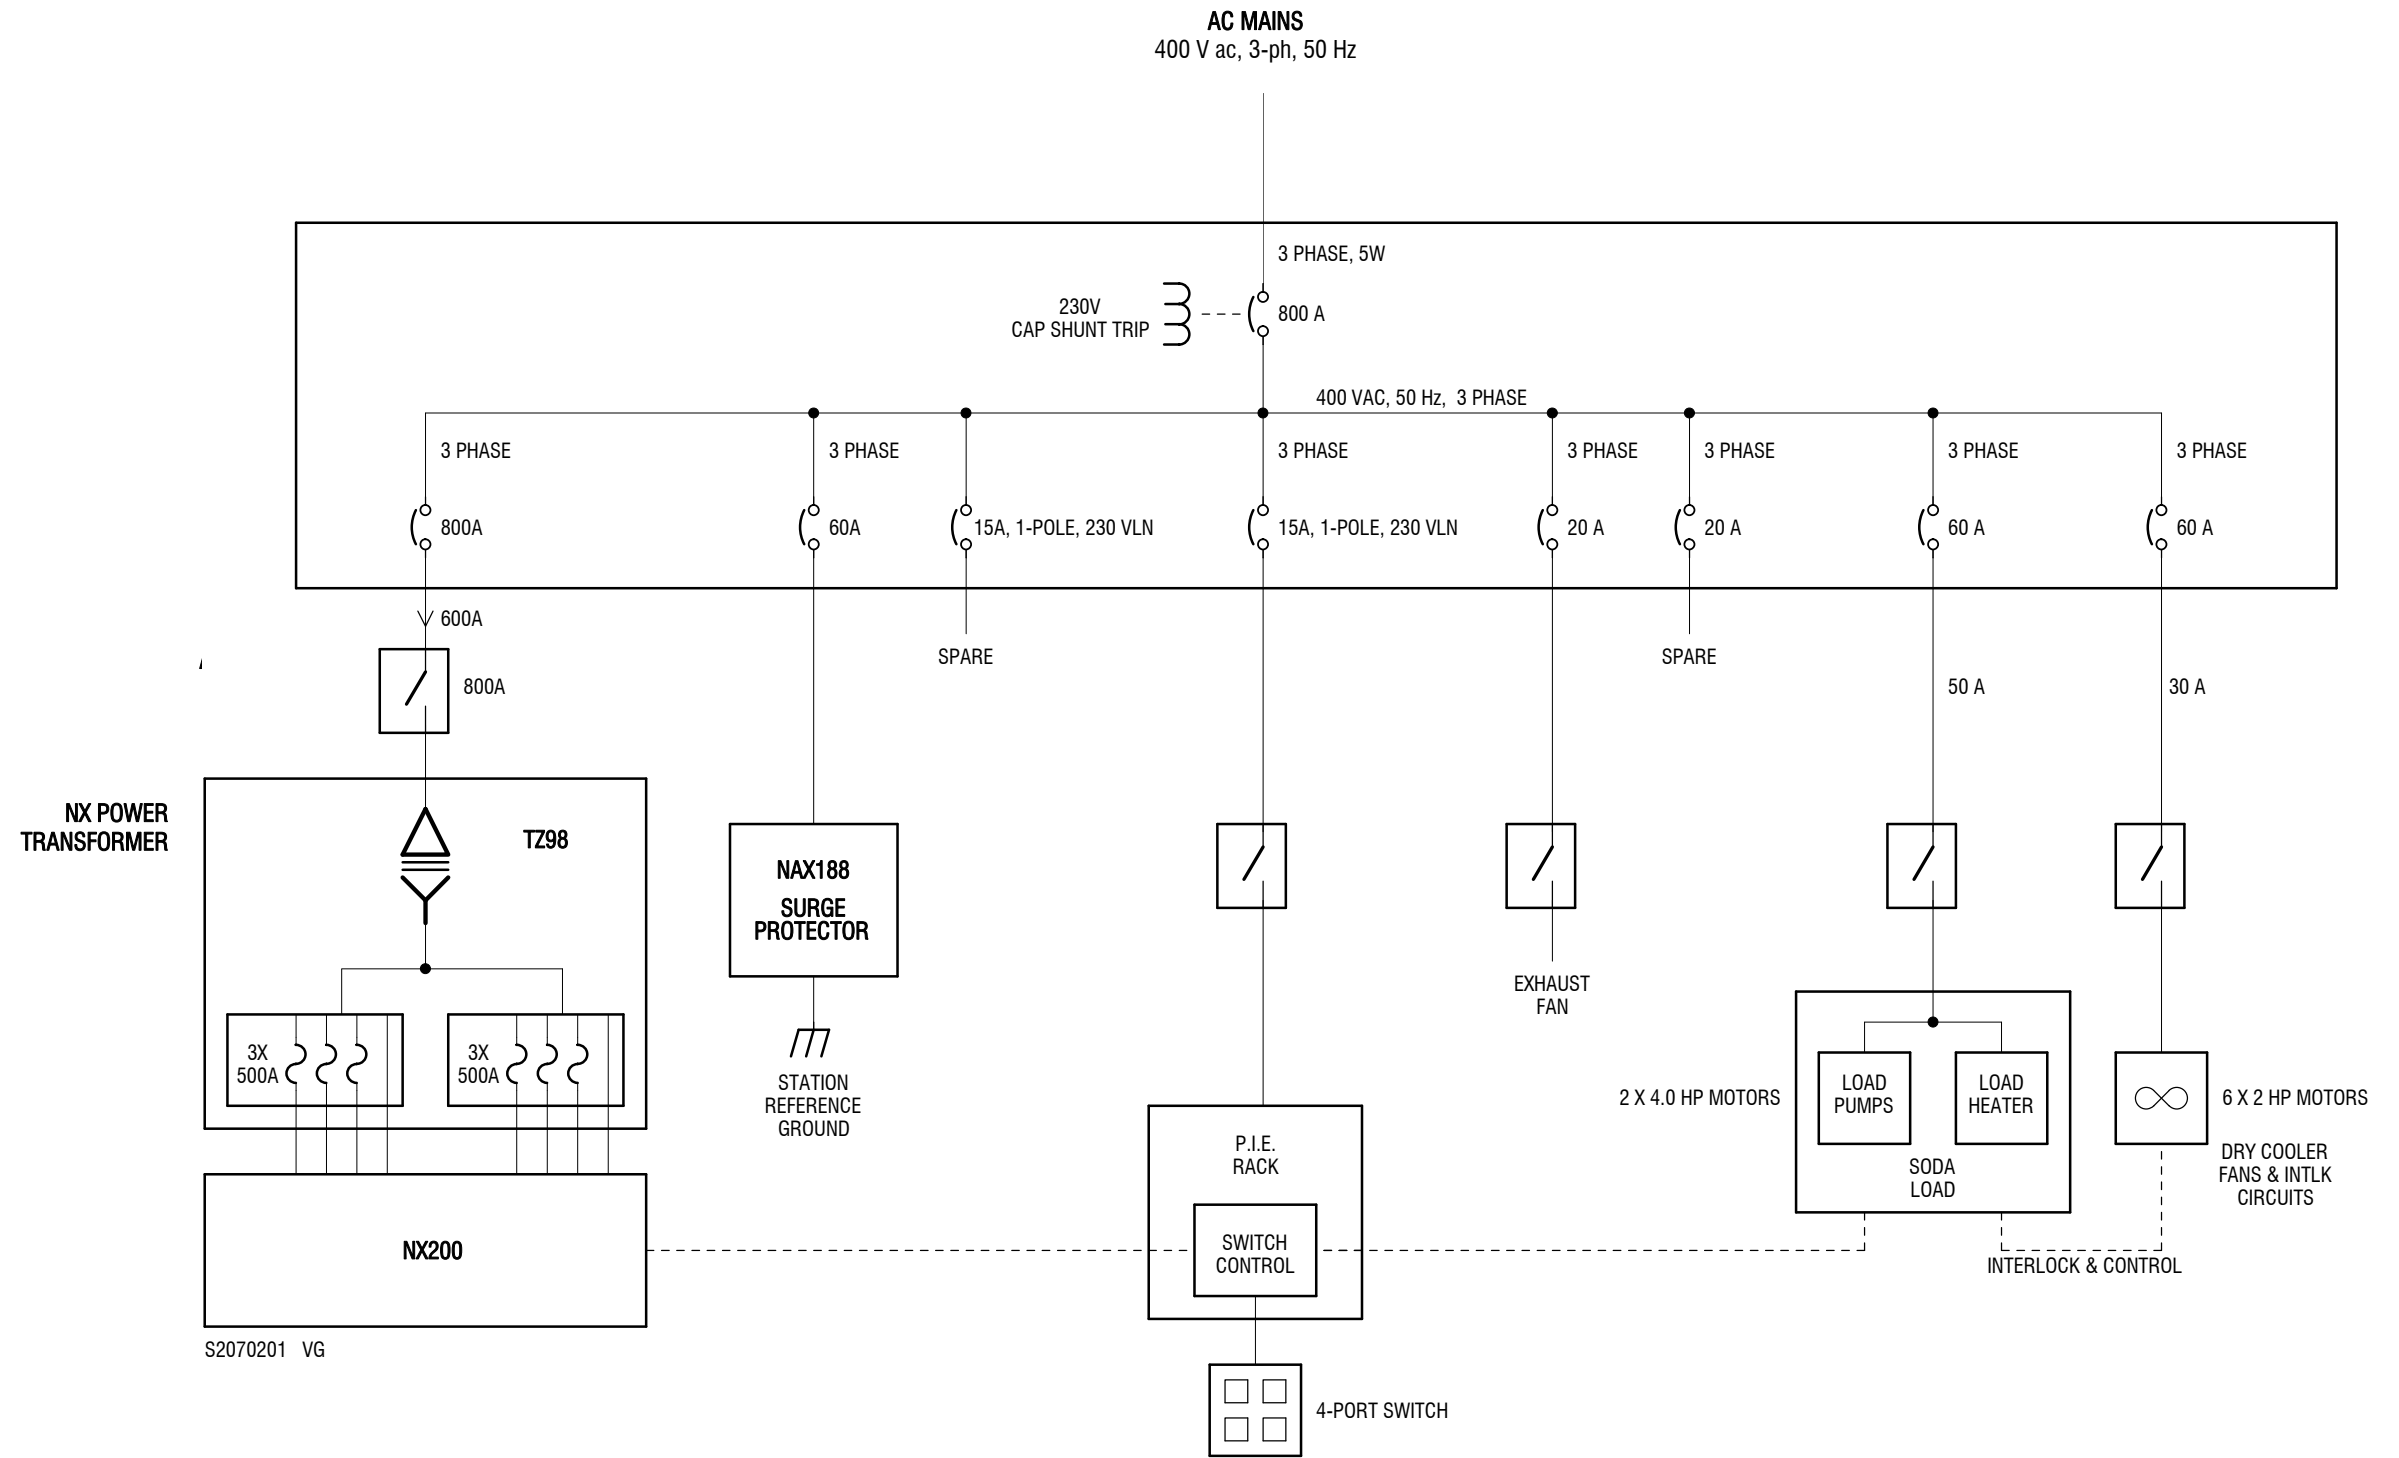 AC MAINS
400 V ac, 3-ph, 50 Hz
3 PHASE, 5W
230V
CAP SHUNT TRIP
800 A
400 VAC, 50 Hz,  3 PHASE
3 PHASE
3 PHASE
3 PHASE
3 PHASE
3 PHASE
3 PHASE
3 PHASE
800A
60A
15A, 1-POLE, 230 VLN
15A, 1-POLE, 230 VLN
20 A
20 A
60 A
60 A
600A
SPARE
SPARE
800A
50 A
30 A
NX POWER
TRANSFORMER
TZ98
NAX188
SURGE
PROTECTOR
EXHAUST
FAN
3X
500A
3X
500A
STATION
REFERENCE
GROUND
2 X 4.0 HP MOTORS
LOAD
PUMPS
LOAD
HEATER
SODA
LOAD
6 X 2 HP MOTORS
DRY COOLER
FANS & INTLK
CIRCUITS
P.I.E.
RACK
SWITCH
CONTROL
NX200
INTERLOCK & CONTROL
S2070201   VG
4-PORT SWITCH